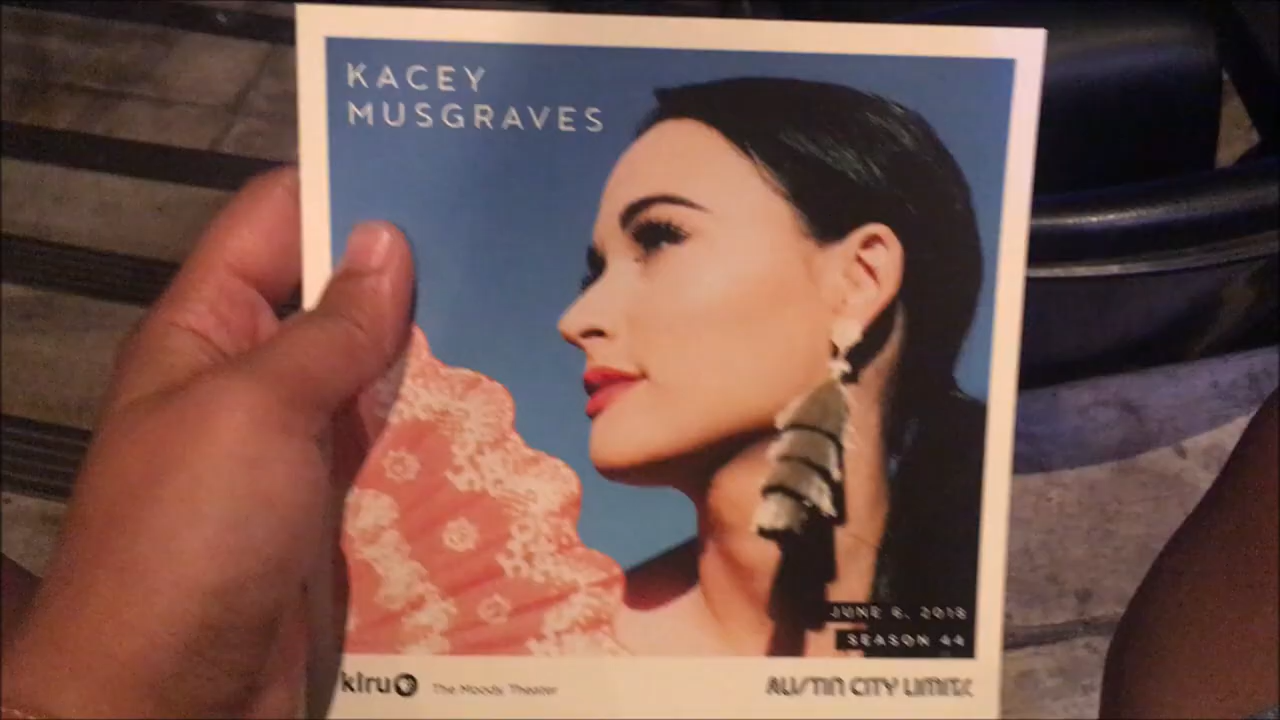 KACEY
MUSGRAVES
JUNE 6, 2018
SEASON 44
klru
The Moody Theater
AUSTIN CITY LIMITS